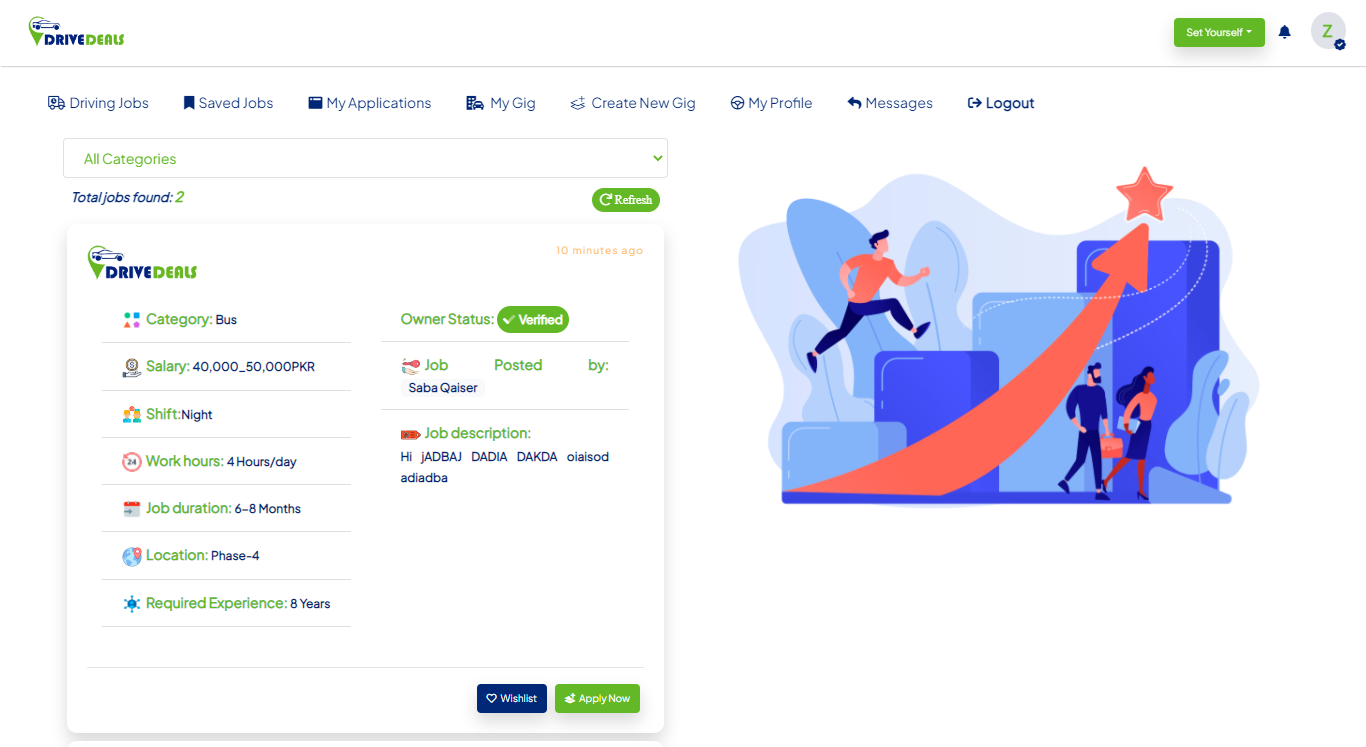 DRIVEDEALS
Set Yourself
Z
Driving Jobs Saved Jobs My Applications My Gig Create New Gig My Profile Messages Logout
All Categories
Total jobs found: 2
Refresh
10 minutes ago
DRIVEDEALS
Category: Bus
Salary: 40,000_50,000PKR
Shift:Night
24 Work hours: 4 Hours/day
Job duration: 6-8 Months
Location: Phase-4
Required Experience: 8 Years
Owner Status: Verified
Job Posted by:
Saba Qaiser
Job description:
Hi jADBAJ DADIA DAKDA oiaisod
adiadba
Wishlist Apply Now